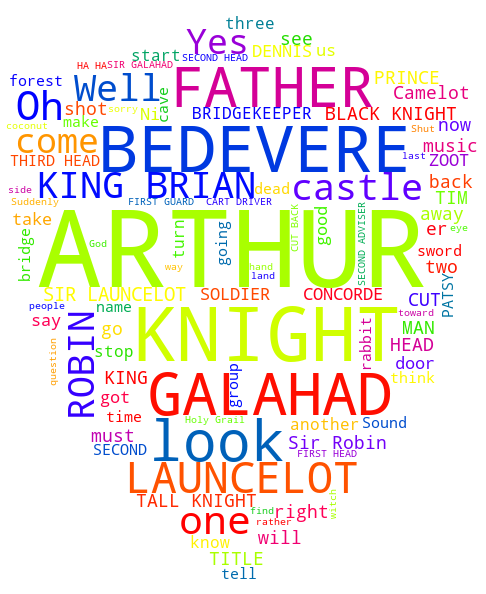 three
Yes see
start DENNIS us
HA HA SIR GALAHAD SECOND HEAD
forest FATHER PRINCE
Well Camelot
Oh shot cave sorry Ni BRIDGEKEEPER BLACK KNIGHT
coconut make now
come BEDEVERE Shut music
THIRD HEAD last ZOOT
KING BRIAN dead castle back
side TIM
Suddenly FIRST GUARD CART DRIVER away
take ARTHUR er
bridge God turn going CUT BACK good SECOND ADVISER sword eye
way hand two
people land PATSY
SIR LAUNCELOT SOLDIER CONCORDE CUT
name KNIGHT toward
say ROBIN go MAN
stop rabbit HEAD
question group door
KING GALAHAD think
got
time Holy Grail another Sound
must look
SECOND Sir Robin
FIRST HEAD
LAUNCELOT
TALL KNIGHT witch
one find right
rather
know will
TITLE
tell